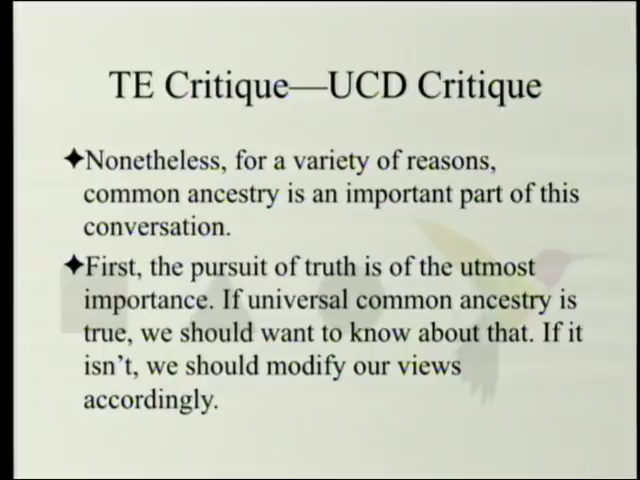 TE Critique—UCD Critique
✦Nonetheless, for a variety of reasons,
common ancestry is an important part of this
conversation.
✦First, the pursuit of truth is of the utmost
importance. If universal common ancestry is
true, we should want to know about that. If it
isn't, we should modify our views
accordingly.